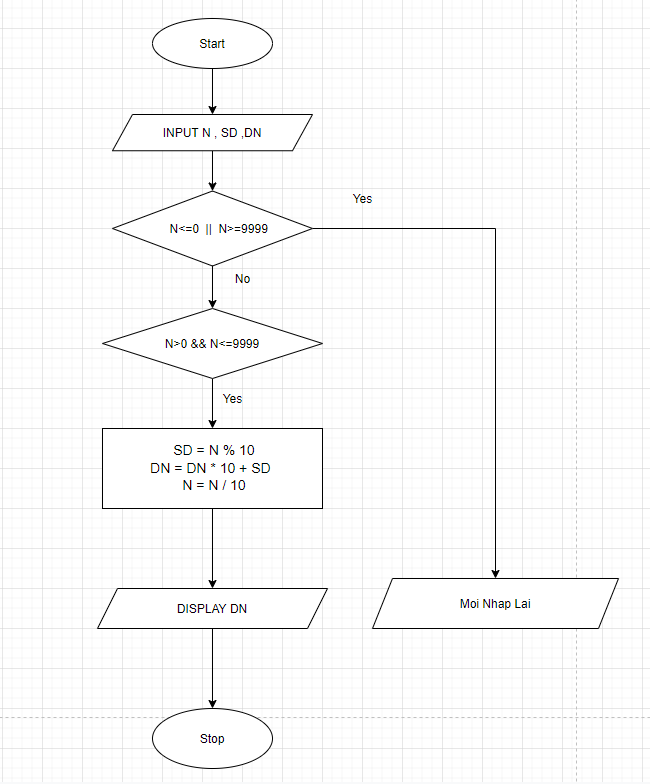 Start
INPUT N , SD ,DN
Yes
N<=0 || N>=9999
No
N>0 && N<=9999
Yes
SD = N % 10
DN = DN * 10 + SD
N = N / 10
Moi Nhap Lai
DISPLAY DN
Stop